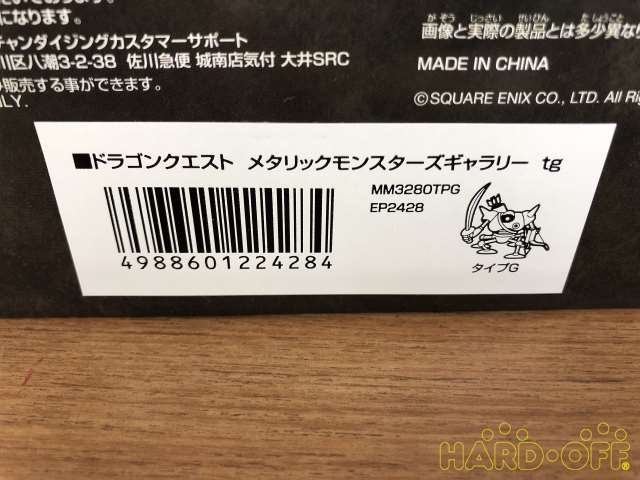 になります。
チャンダイジングカスタマーサポート
川区八潮3-2-38 佐川急便 城南店気付 大井SRC
販売する事ができます。
ONLY.
がぞう じっさい せいひん たしょうこと
画像と実際の製品とは多少異なり
MADE IN CHINA
©SQUARE ENIX CO., LTD. All Rig
■ドラゴンクエスト メタリックモンスターズギャラリー tg
MM3280TPG
EP2428
4988601224284
タイプG
HARD・OFF